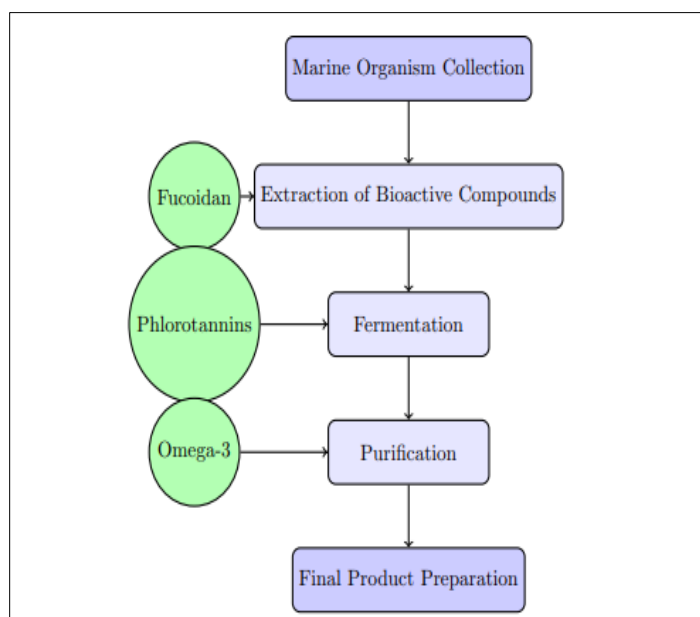 Marine Organism Collection
Fucoidan
Extraction of Bioactive Compounds
Phlorotannins
Fermentation
Omega-3
Purification
Final Product Preparation